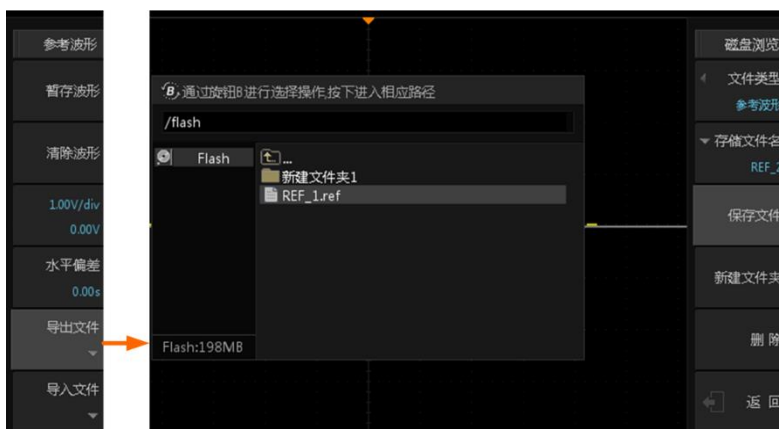 参考波形
暂存波形
清除波形
1.00V/div
0.00V
水平偏差
0.00s
导出文件
导入文件
B 通过旋钮B进行选择操作,按下进入相应路径
/flash
Flash
...
新建文件夹1
REF_1.ref
Flash:198MB
磁盘浏览
文件类型
参考波形
存储文件名
REF_2
保存文件
新建文件夹
删 除
返 回